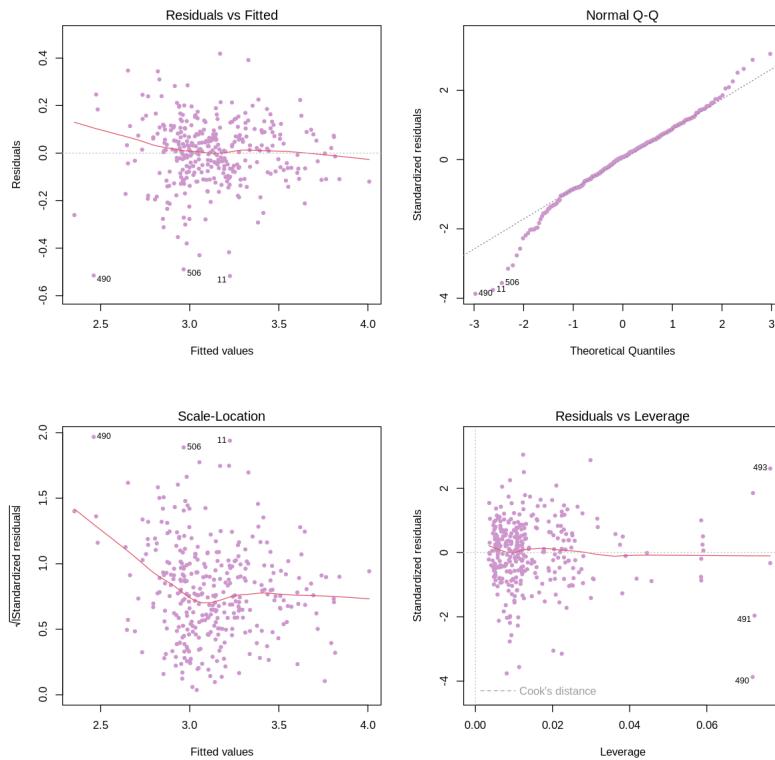 Residuals vs Fitted
Residuals
0.4
0.2
0.0
-0.2
-0.4
-0.6
490
506
11
2.5 3.0 3.5 4.0
Fitted values
Normal Q-Q
Standardized residuals
2
0
-2
-4
490
11
506
-3 -2 -1 0 1 2 3
Theoretical Quantiles
Scale-Location
√|Standardized residuals|
2.0
1.5
1.0
0.5
0.0
490
506
11
2.5 3.0 3.5 4.0
Fitted values
Residuals vs Leverage
Standardized residuals
4
2
0
-2
-4
493
491
490
Cook's distance
0.00 0.02 0.04 0.06
Leverage